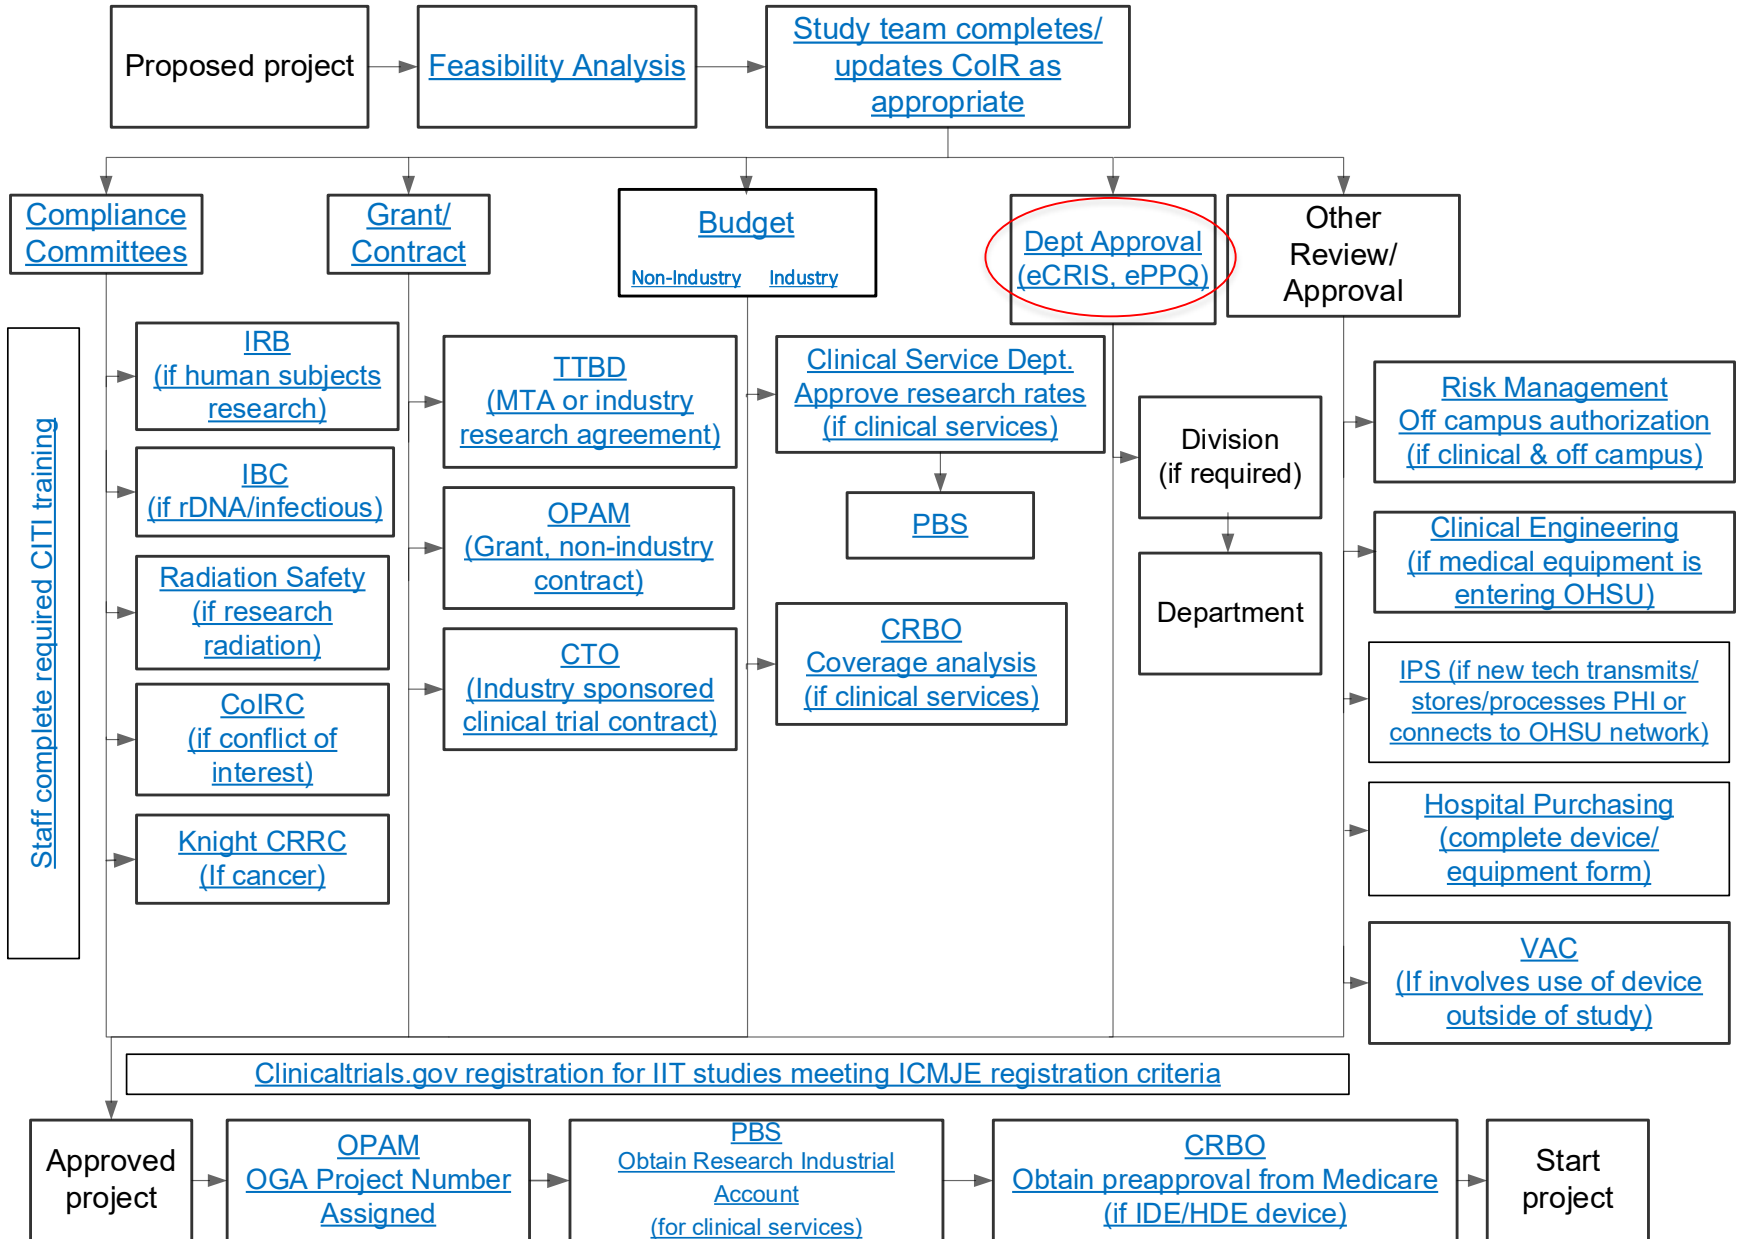 Proposed project
Feasibility Analysis
Study team completes/
updates CoIR as
appropriate
Compliance
Committees
Grant/
Contract
Budget
Non-Industry
Industry
Dept Approval
(eCRIS, ePPQ)
Other
Review/
Approval
Staff complete required CITI training
IRB
(if human subjects
research)
IBC
(if rDNA/infectious)
Radiation Safety
(if research
radiation)
CoIRC
(if conflict of
interest)
Knight CRRC
(If cancer)
TTBD
(MTA or industry
research agreement)
OPAM
(Grant, non-industry
contract)
CTO
(Industry sponsored
clinical trial contract)
Clinical Service Dept.
Approve research rates
(if clinical services)
PBS
CRBO
Coverage analysis
(if clinical services)
Division
(if required)
Department
Risk Management
Off campus authorization
(if clinical & off campus)
Clinical Engineering
(if medical equipment is
entering OHSU)
IPS (if new tech transmits/
stores/processes PHI or
connects to OHSU network)
Hospital Purchasing
(complete device/
equipment form)
VAC
(If involves use of device
outside of study)
Clinicaltrials.gov registration for IIT studies meeting ICMJE registration criteria
Approved
project
OPAM
OGA Project Number
Assigned
PBS
Obtain Research Industrial
Account
(for clinical services)
CRBO
Obtain preapproval from Medicare
(if IDE/HDE device)
Start
project